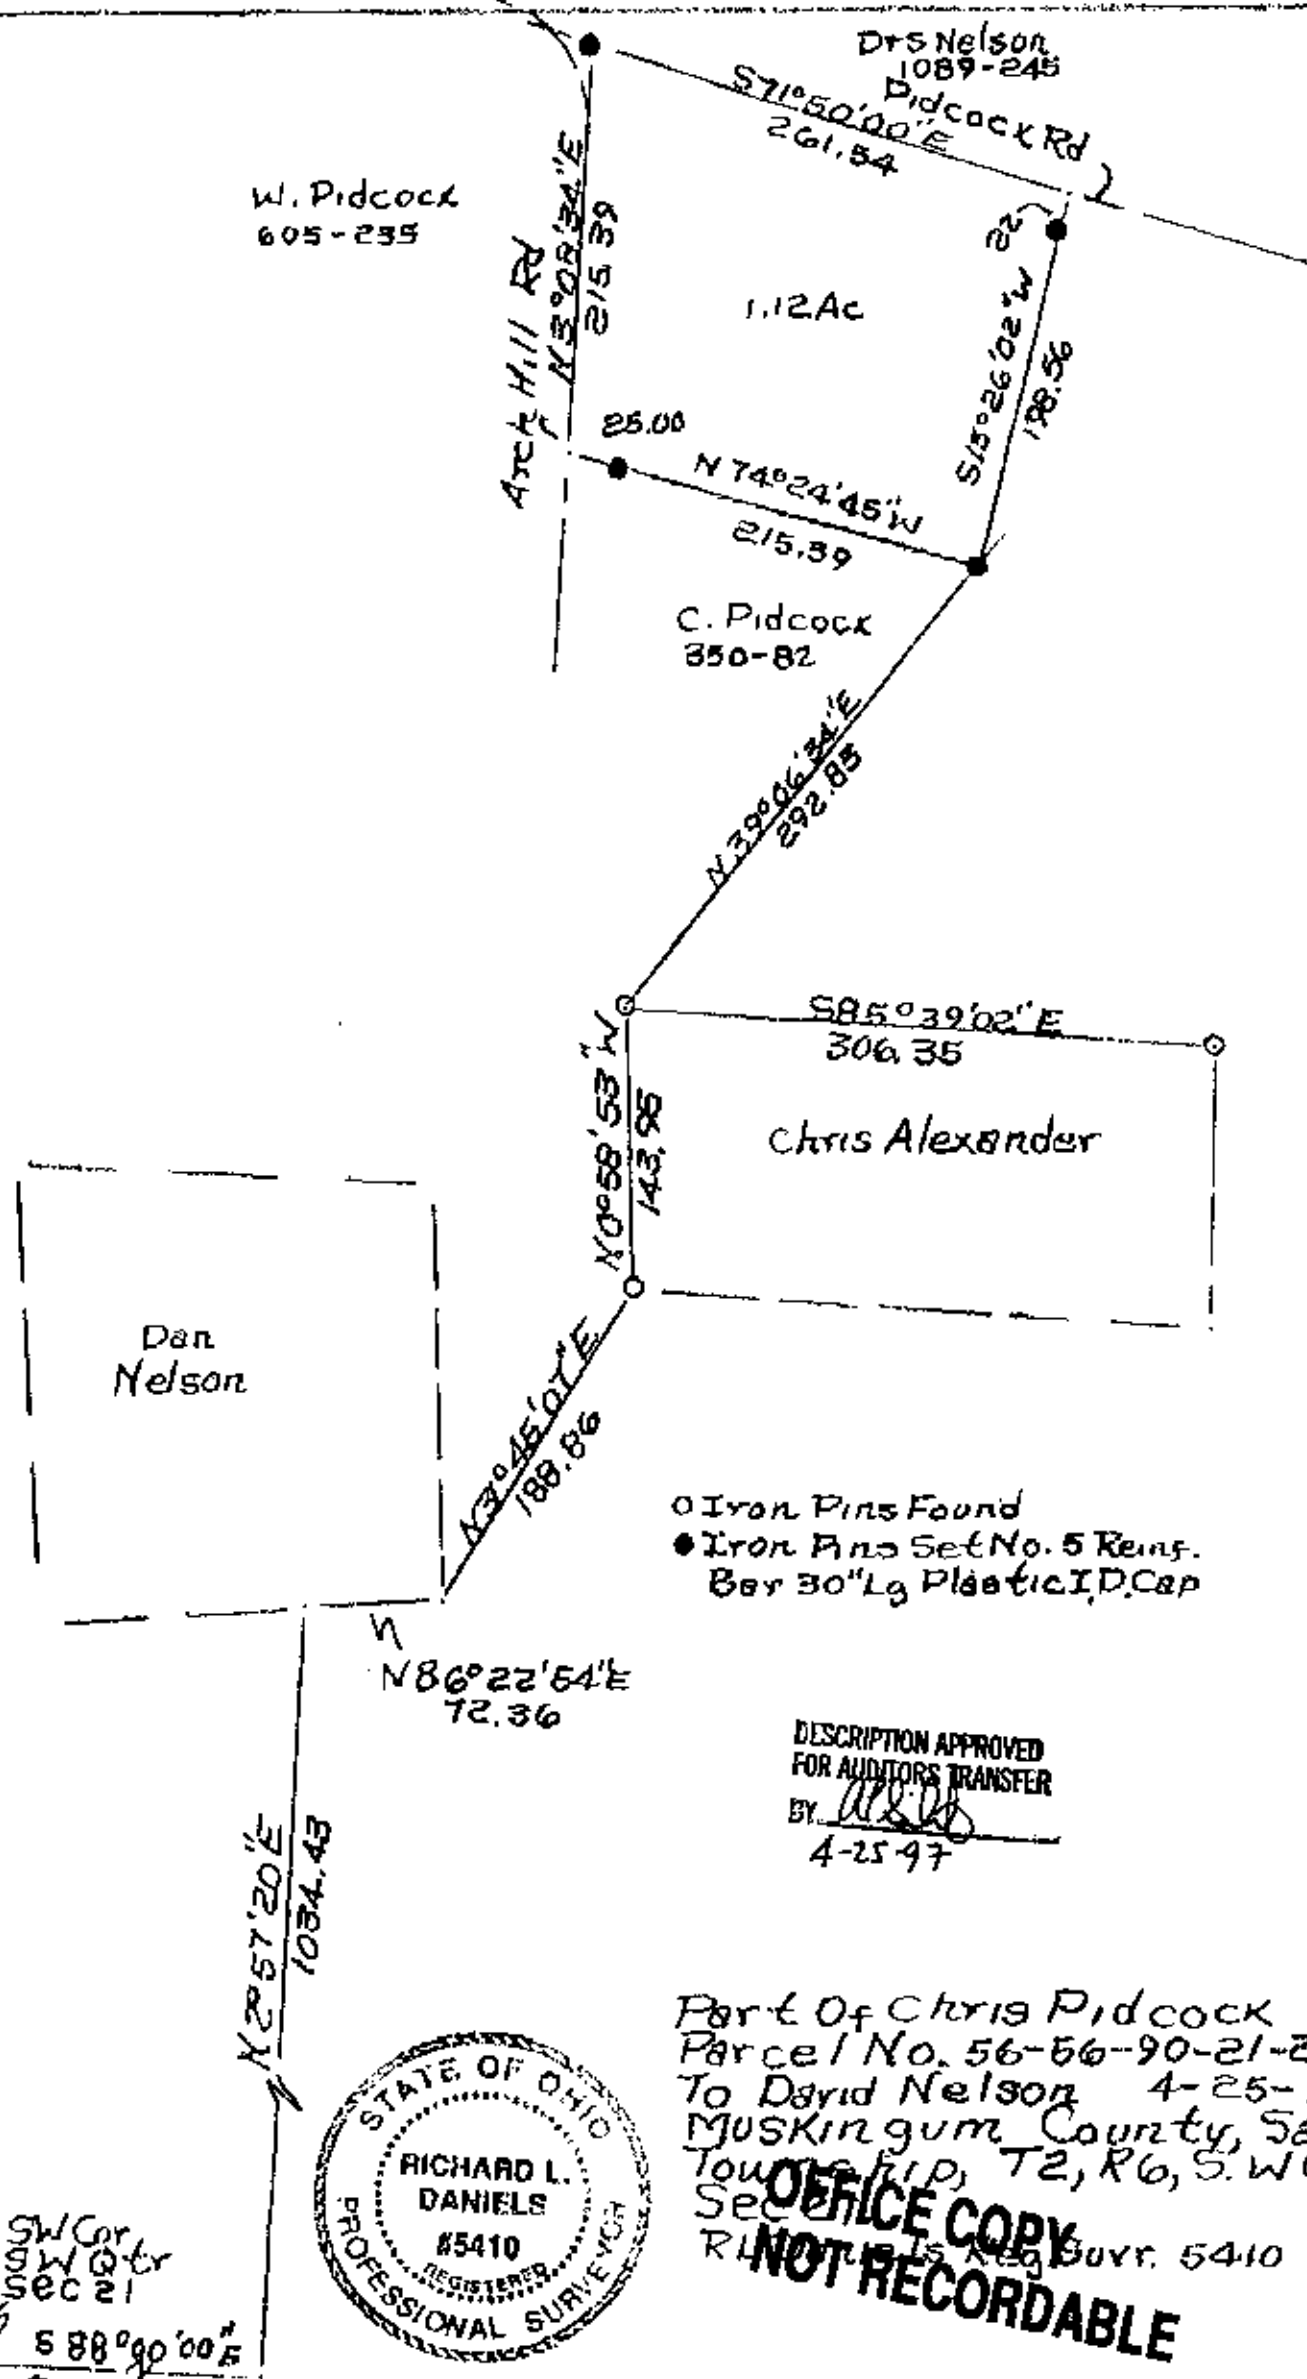 D+S Nelson
1089-245
Pidcock Rd
S71°50'00"E
261.54
W. Pidcock
605-235
Arch Hill Rd
N3°08'34"E
215.39
1.12Ac
22
S15°26'02"W
198.56
25.00
N 74°24'45"W
215.39
C. Pidcock
350-82
N39°06'34"E
292.85
S85°39'02"E
306.35
N0°58'53"W
143.95
Chris Alexander
Dan
Nelson
188.86
Iron Pins Found
Iron Pins Set No. 5 Reinf.
Bar 30"Lg Plastic I.D. Cap
N86°22'54"E
72.36
DESCRIPTION APPROVED
FOR AUDITORS TRANSFER
BY
4-25-97
N2°57'20"E
1034.43
STATE OF OHIO
RICHARD L.
DANIELS
#5410
REGISTERED
PROFESSIONAL SURVEYOR
Part Of Chris Pidcock
Parcel No. 56-56-90-21-2
To David Nelson 4-25-
Muskingum County, Sa
Township, T2, R6, S.W
Sec
Reg Surr. 5410
OFFICE COPY
NOT RECORDABLE
SW Cor
SW Qtr
Sec 21
S 88°00'00"E